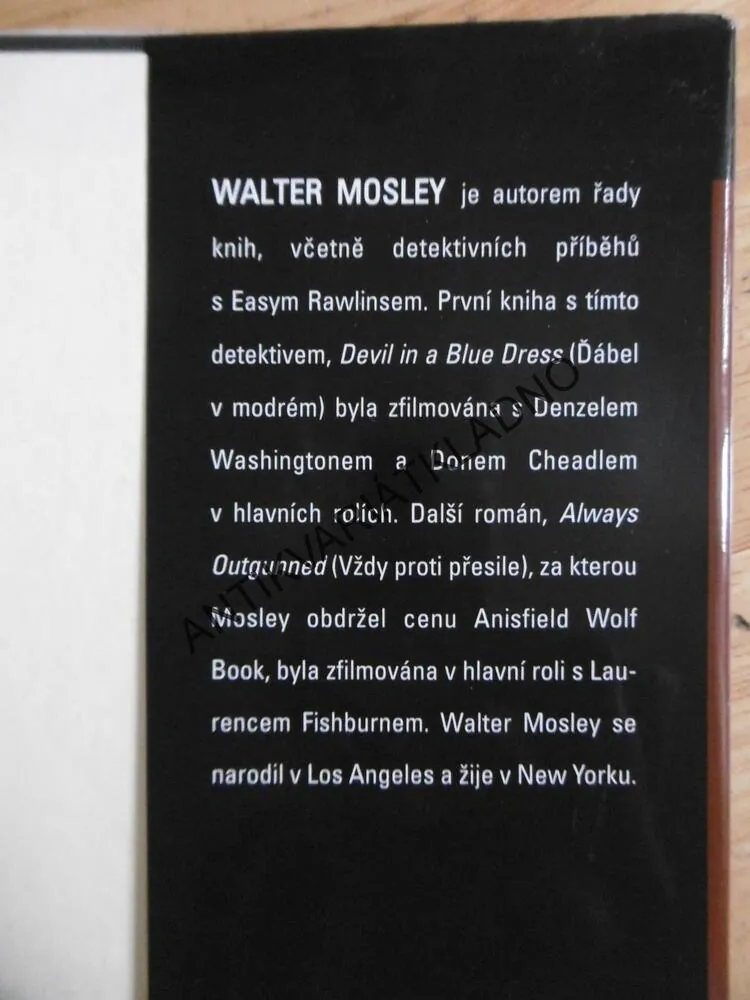 WALTER MOSLEY je autorem řady
knih, včetně detektivních příběhů
s Easym Rawlinsem. První kniha s tímto
detektivem, Devil in a Blue Dress (Ďábel
v modrém) byla zfilmována s Denzelem
Washingtonem a Donem Cheadlem
v hlavních rolích. Další román, Always
Outgunned (Vždy proti přesile), za kterou
Mosley obdržel cenu Anisfield Wolf
Book, byla zfilmována v hlavní roli s Lau-
rencem Fishburnem. Walter Mosley se
narodil v Los Angeles a žije v New Yorku.
ANTIKVARIÁTKLADNO